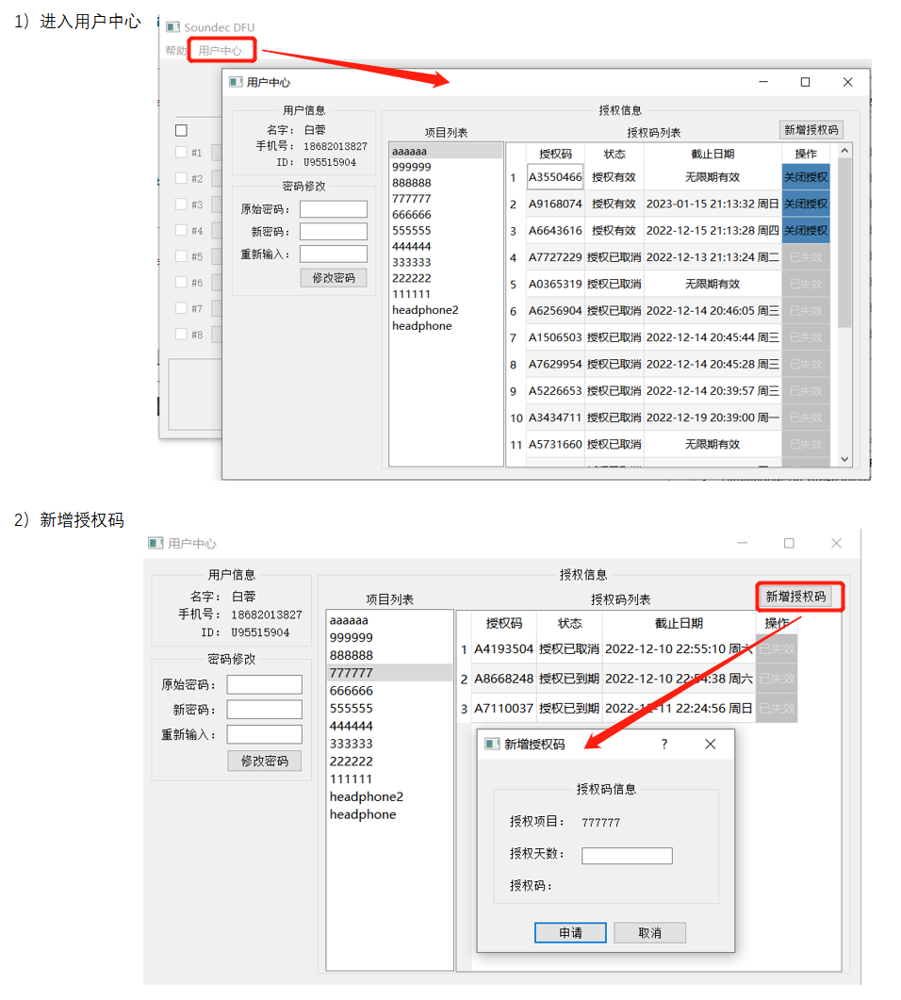 1）进入用户中心
Soundec DFU
帮助 用户中心
用户中心
#1
#2
#3
#4
#5
#6
#7
#8
用户信息
名字： 白蓉
手机号： 18682013827
ID： U95515904
密码修改
原始密码：
新密码：
重新输入：
修改密码
授权信息
项目列表
aaaaaa
999999
888888
777777
666666
555555
444444
333333
222222
111111
headphone2
headphone
授权码列表
新增授权码
授权码 状态 截止日期 操作
1 A3550466 授权有效 无限期有效 关闭授权
2 A9168074 授权有效 2023-01-15 21:13:32 周日 关闭授权
3 A6643616 授权有效 2022-12-15 21:13:28 周四 关闭授权
4 A7727229 授权已取消 2022-12-13 21:13:24 周二 已失效
5 A0365319 授权已取消 无限期有效 已失效
6 A6256904 授权已取消 2022-12-14 20:46:05 周三 已失效
7 A1506503 授权已取消 2022-12-14 20:45:44 周三 已失效
8 A7629954 授权已取消 2022-12-14 20:45:28 周三 已失效
9 A5226653 授权已取消 2022-12-14 20:39:57 周三 已失效
10 A3434711 授权已取消 2022-12-19 20:39:00 周一 已失效
11 A5731660 授权已取消 无限期有效 已失效
2）新增授权码
用户中心
用户信息
名字： 白蓉
手机号： 18682013827
ID： U95515904
密码修改
原始密码：
新密码：
重新输入：
修改密码
授权信息
项目列表
aaaaaa
999999
888888
777777
666666
555555
444444
333333
222222
111111
headphone2
headphone
授权码列表
新增授权码
授权码 状态 截止日期 操作
1 A4193504 授权已取消 2022-12-10 22:55:10 周六 已失效
2 A8668248 授权已到期 2022-12-10 22:54:38 周六 已失效
3 A7110037 授权已到期 2022-12-11 22:24:56 周日 已失效
新增授权码 ?
授权码信息
授权项目： 777777
授权天数：
授权码：
申请 取消